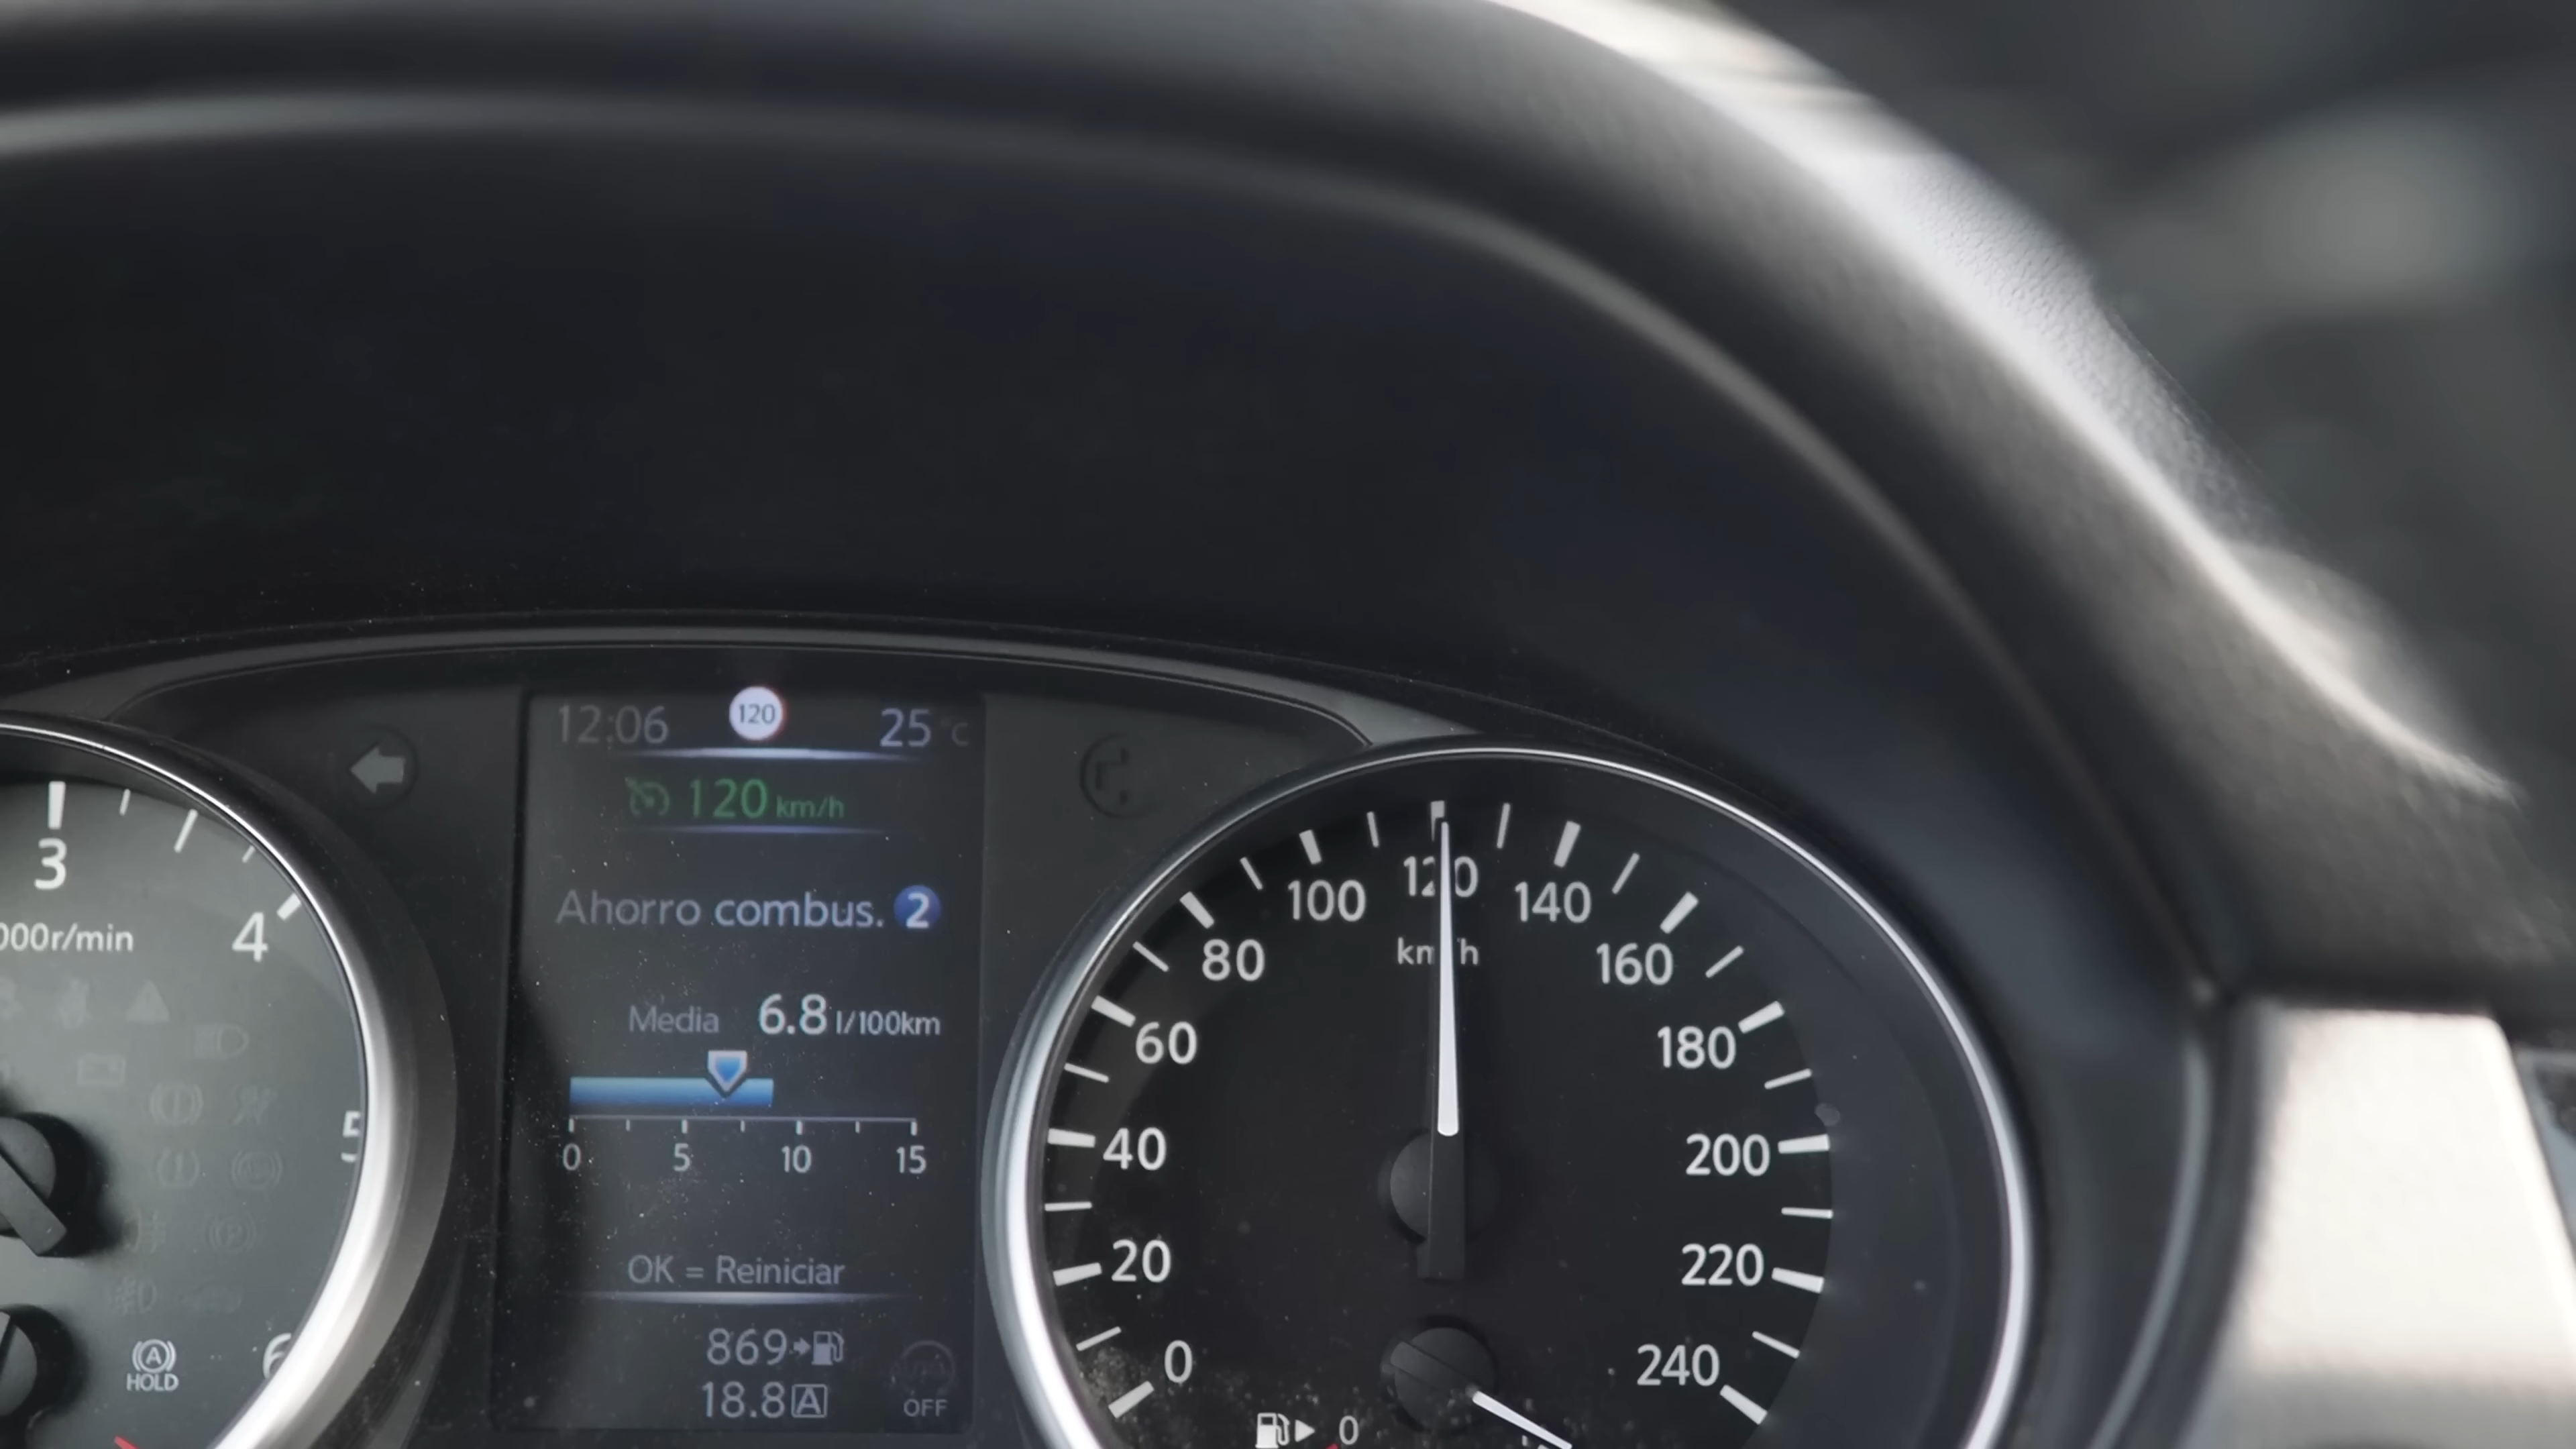 12:06 120 25 °C
120 km/h
Ahorro combus. 2
Media 6.8 l/100km
0 5 10 15
OK = Reiniciar
869
18.8 A
OFF
3
4
5
6
000r/min
A
HOLD
0
20
40
60
80
100
120
140
160
180
200
220
240
km/h
0